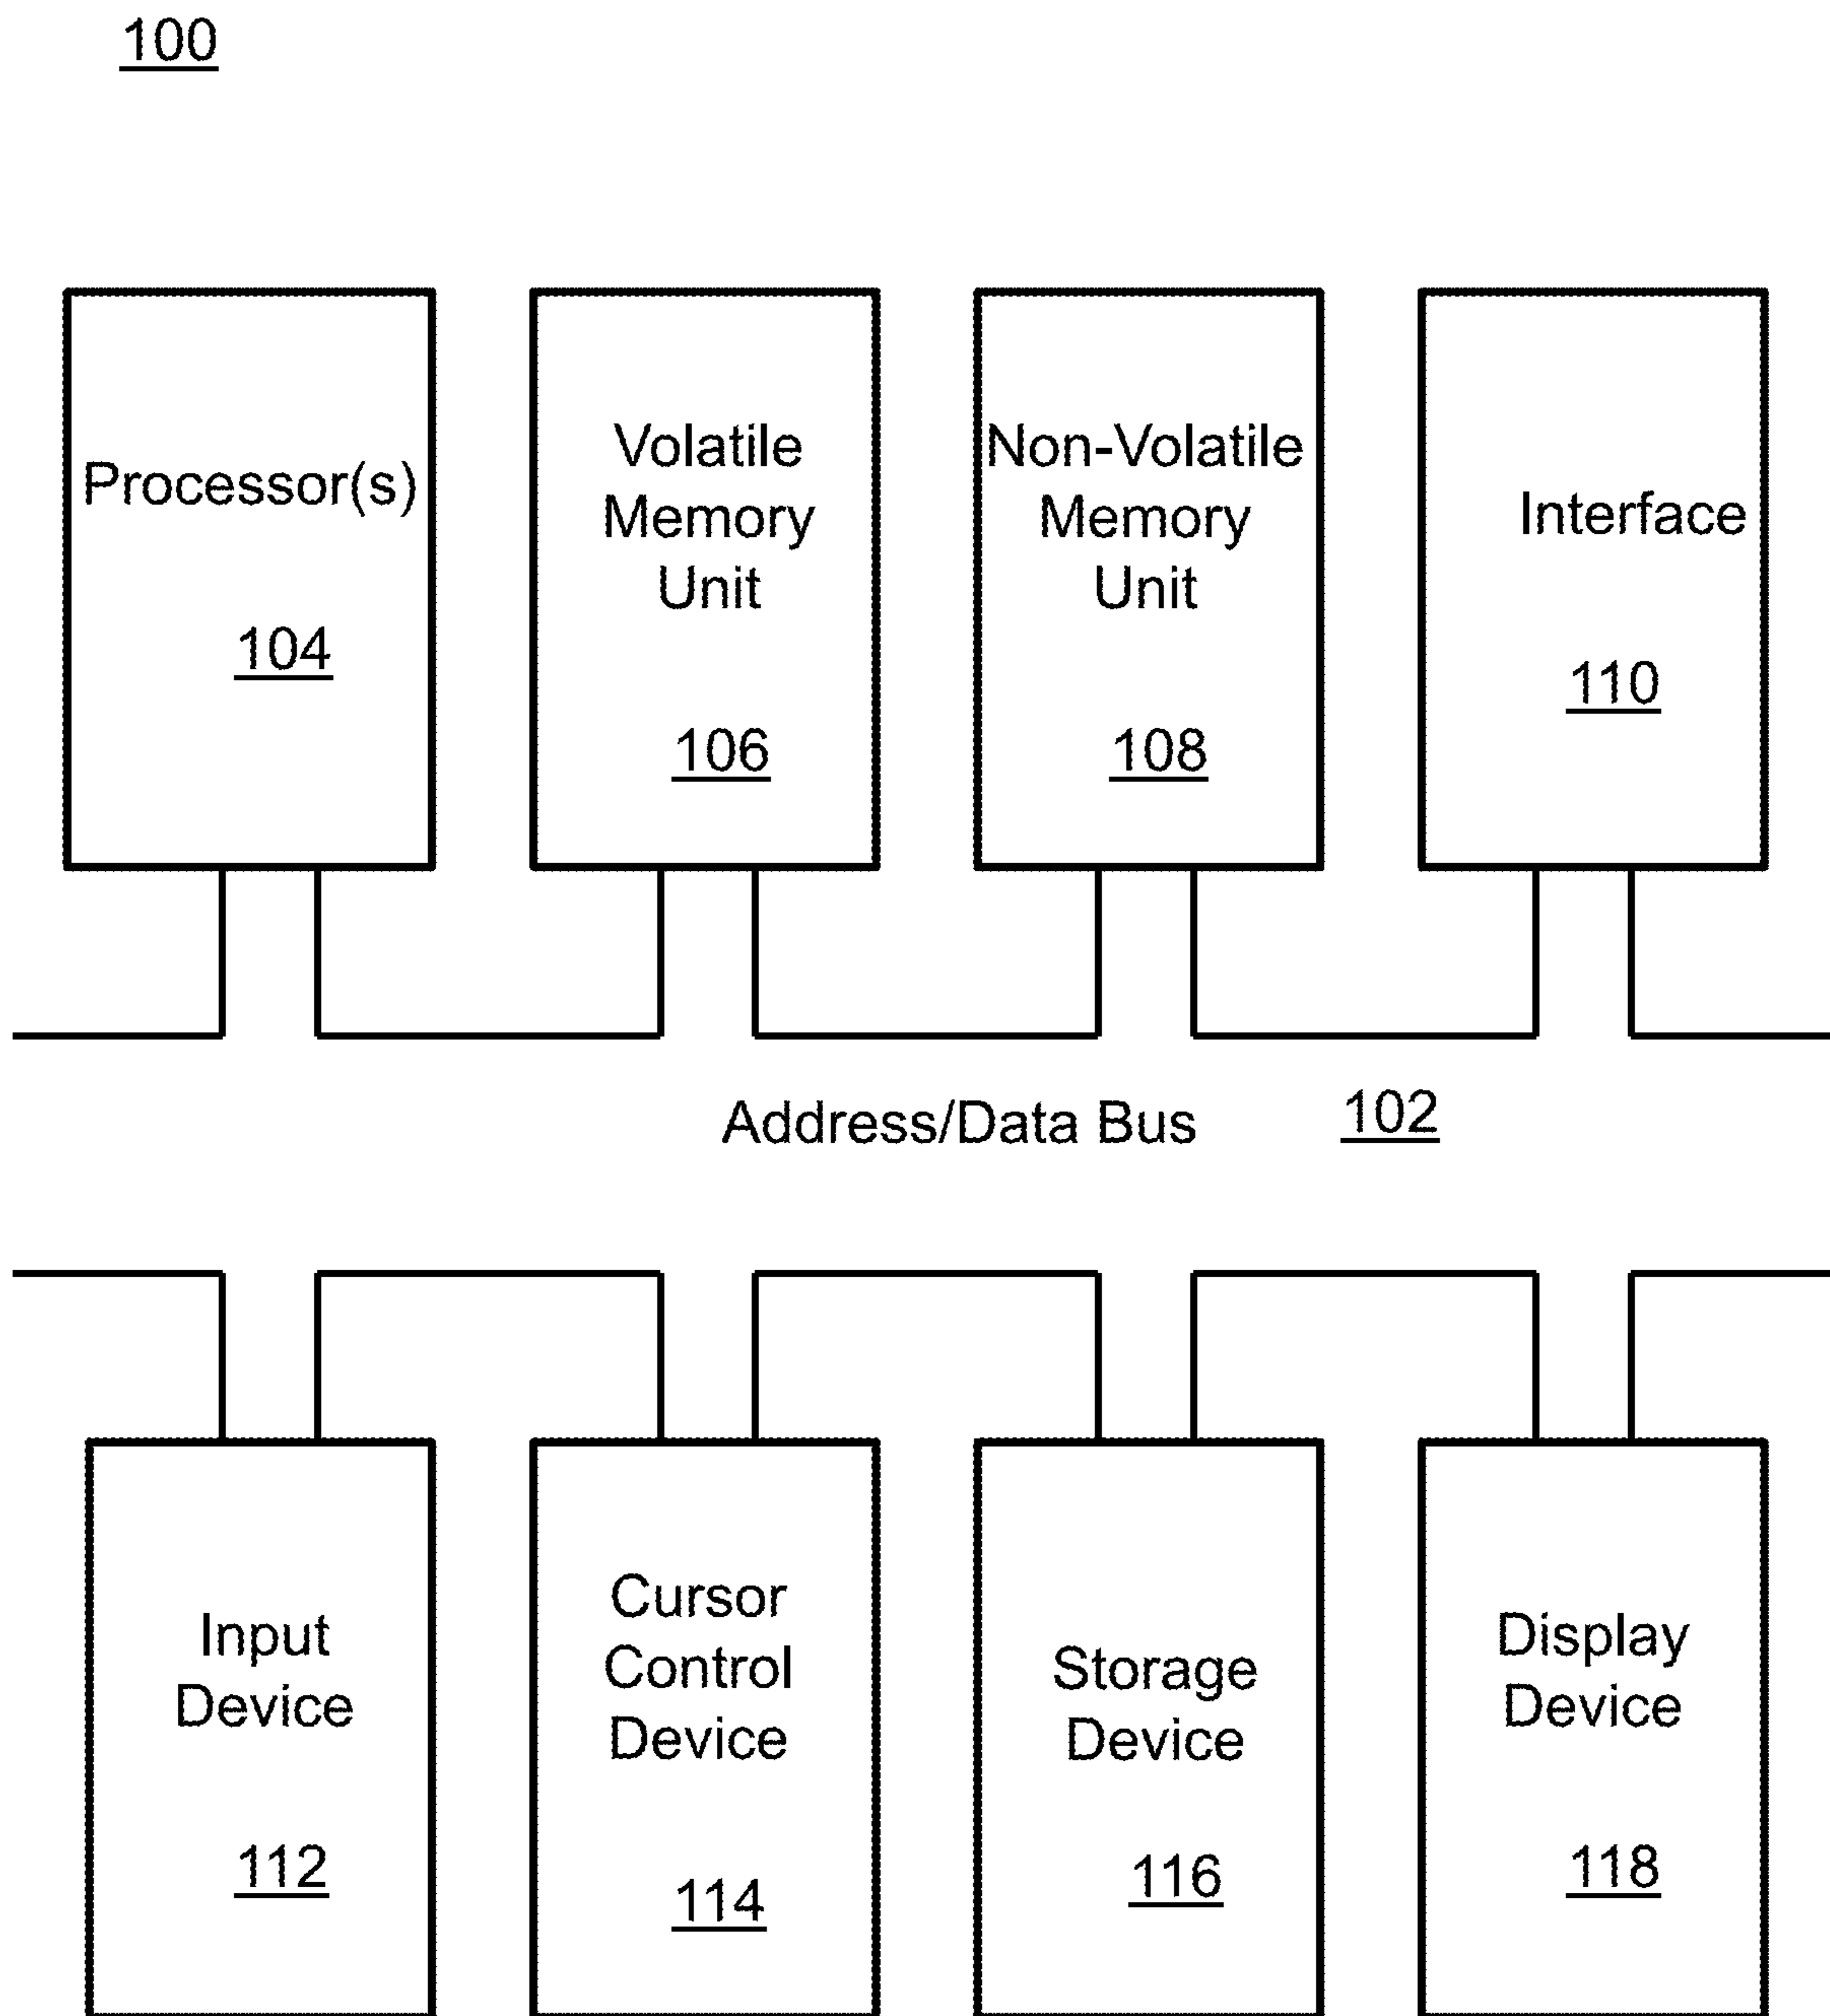 100
Processor(s)
104
Volatile
Memory
Unit
106
Non-Volatile
Memory
Unit
108
Interface
110
Address/Data Bus 102
Input
Device
112
Cursor
Control
Device
114
Storage
Device
116
Display
Device
118